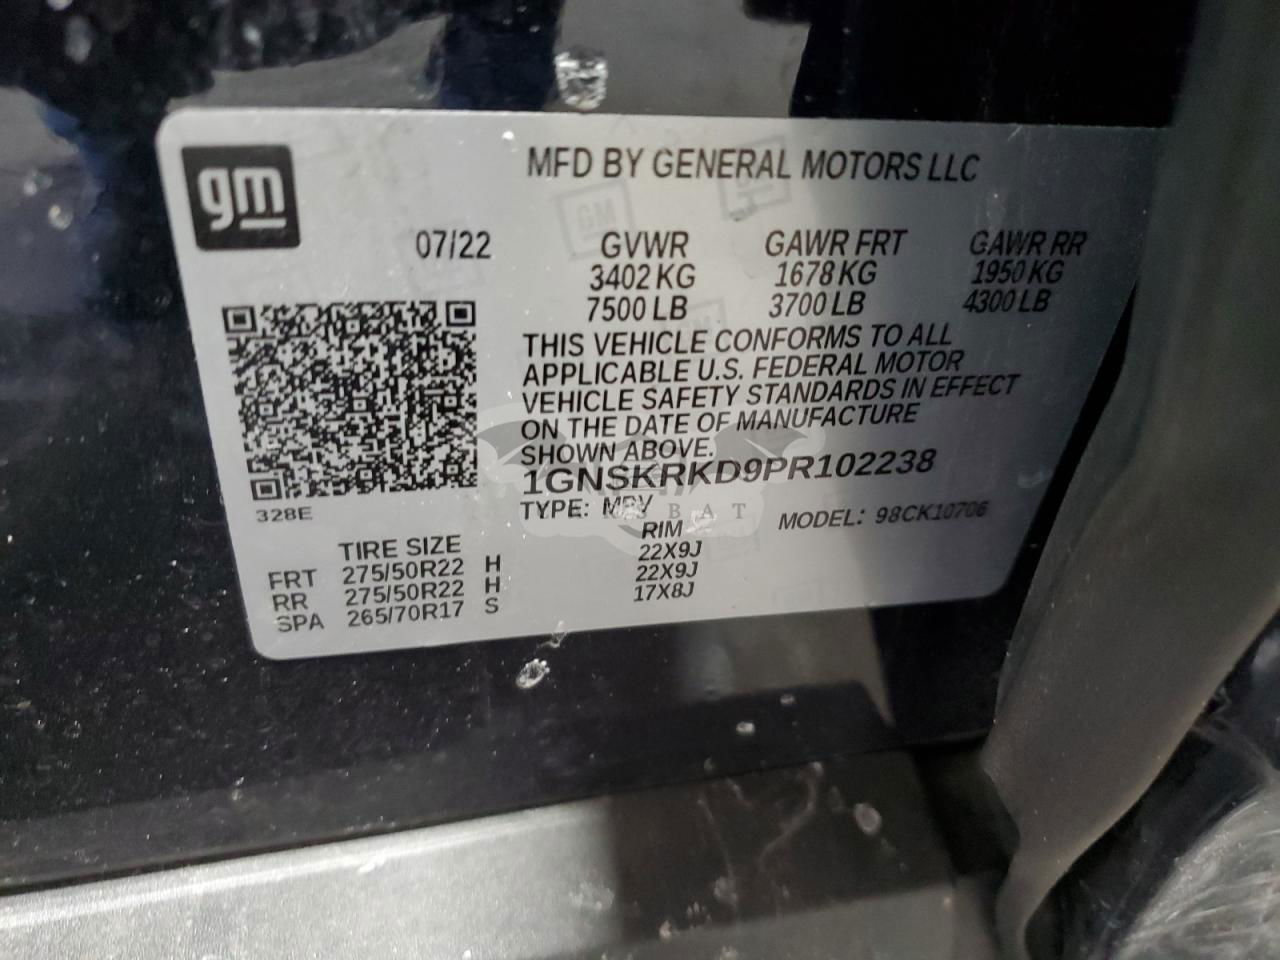 gm
MFD BY GENERAL MOTORS LLC
07/22 GVWR GAWR FRT GAWR RR
3402 KG 1678 KG 1950 KG
7500 LB 3700 LB 4300 LB
THIS VEHICLE CONFORMS TO ALL
APPLICABLE U.S. FEDERAL MOTOR
VEHICLE SAFETY STANDARDS IN EFFECT
ON THE DATE OF MANUFACTURE
SHOWN ABOVE.
1GNSKRKD9PR102238
328E
TYPE: MPV MODEL: 98CK10706
TIRE SIZE RIM
FRT 275/50R22 H 22X9J
RR 275/50R22 H 22X9J
SPA 265/70R17 S 17X8J